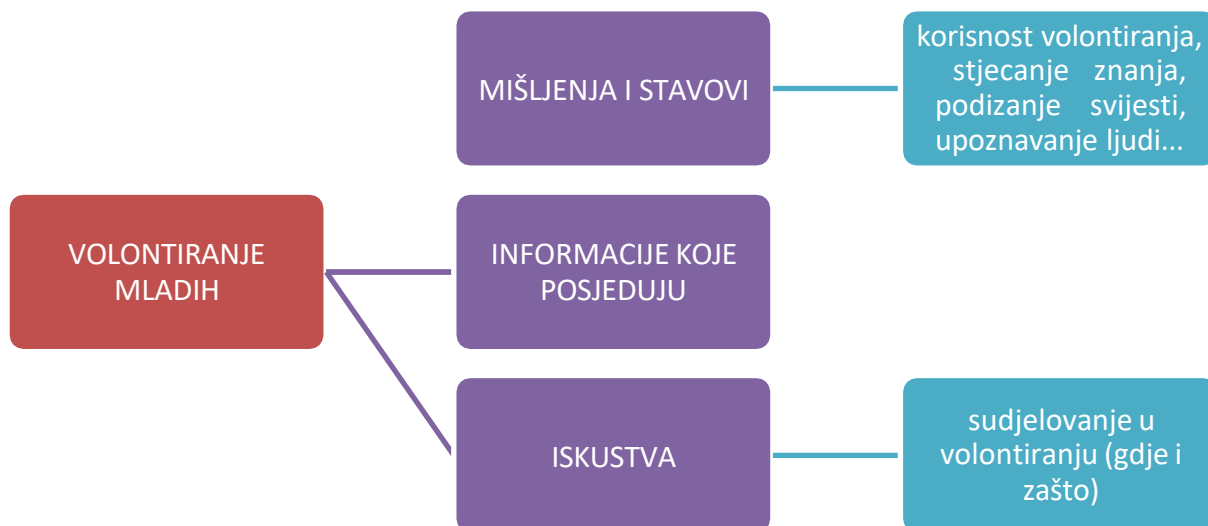 MIŠLJENJA I STAVOVI
korisnost volontiranja,
stjecanje znanja,
podizanje svijesti,
upoznavanje ljudi...
VOLONTIRANJE
MLADIH
INFORMACIJE KOJE
POSJEDUJU
ISKUSTVA
sudjelovanje u
volontiranju (gdje i
zašto)